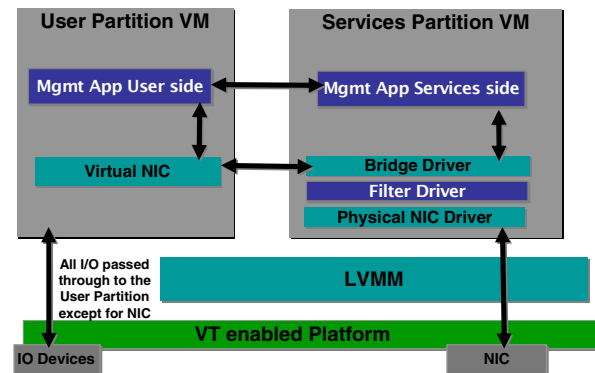 User Partition VM
Services Partition VM
Mgmt App User side
Mgmt App Services side
Virtual NIC
Bridge Driver
Filter Driver
Physical NIC Driver
All I/O passed
through to the
User Partition
except for NIC
LVMM
VT enabled Platform
IO Devices
NIC